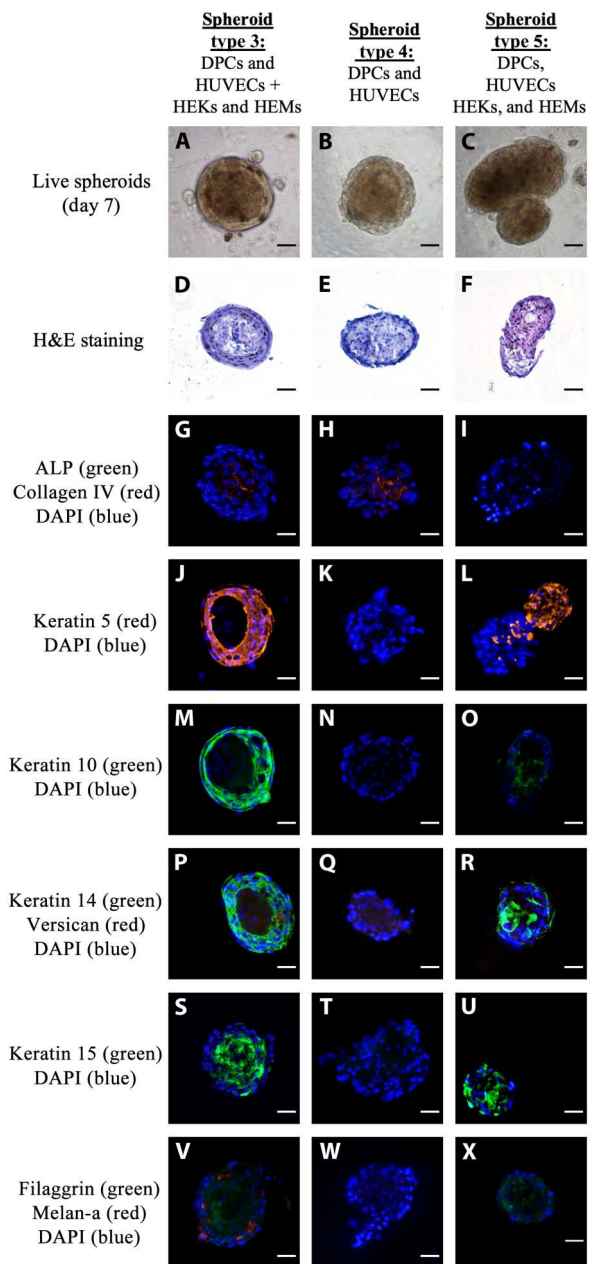 Spheroid
type 3:
DPCs and
HUVECs +
HEKs and HEMs
Spheroid
type 4:
DPCs and
HUVECs
Spheroid
type 5:
DPCs,
HUVECs
HEKs, and HEMs
Live spheroids
(day 7)
A
B
C
H&E staining
D
E
F
ALP (green)
Collagen IV (red)
DAPI (blue)
G
H
I
Keratin 5 (red)
DAPI (blue)
J
K
L
Keratin 10 (green)
DAPI (blue)
M
N
O
Keratin 14 (green)
Versican (red)
DAPI (blue)
P
Q
R
Keratin 15 (green)
DAPI (blue)
S
T
U
Filaggrin (green)
Melan-a (red)
DAPI (blue)
V
W
X